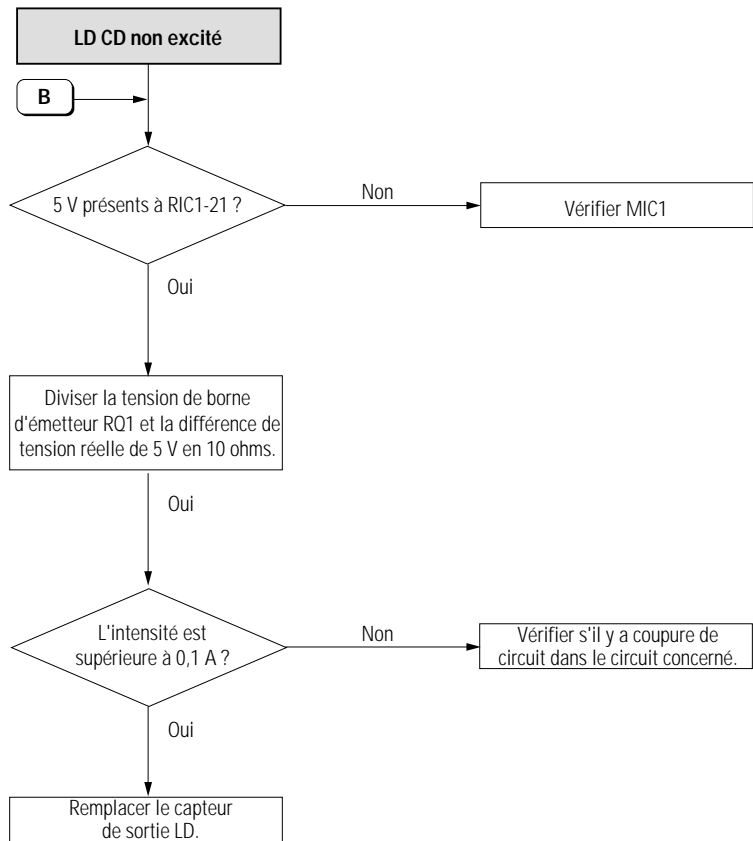 LD CD non excité
B
5 V présents à RIC1-21 ?
Non
Vérifier MIC1
Oui
Diviser la tension de borne
d'émetteur RQ1 et la différence de
tension réelle de 5 V en 10 ohms.
Oui
L'intensité est
supérieure à 0,1 A ?
Non
Vérifier s'il y a coupure de
circuit dans le circuit concerné.
Oui
Remplacer le capteur
de sortie LD.